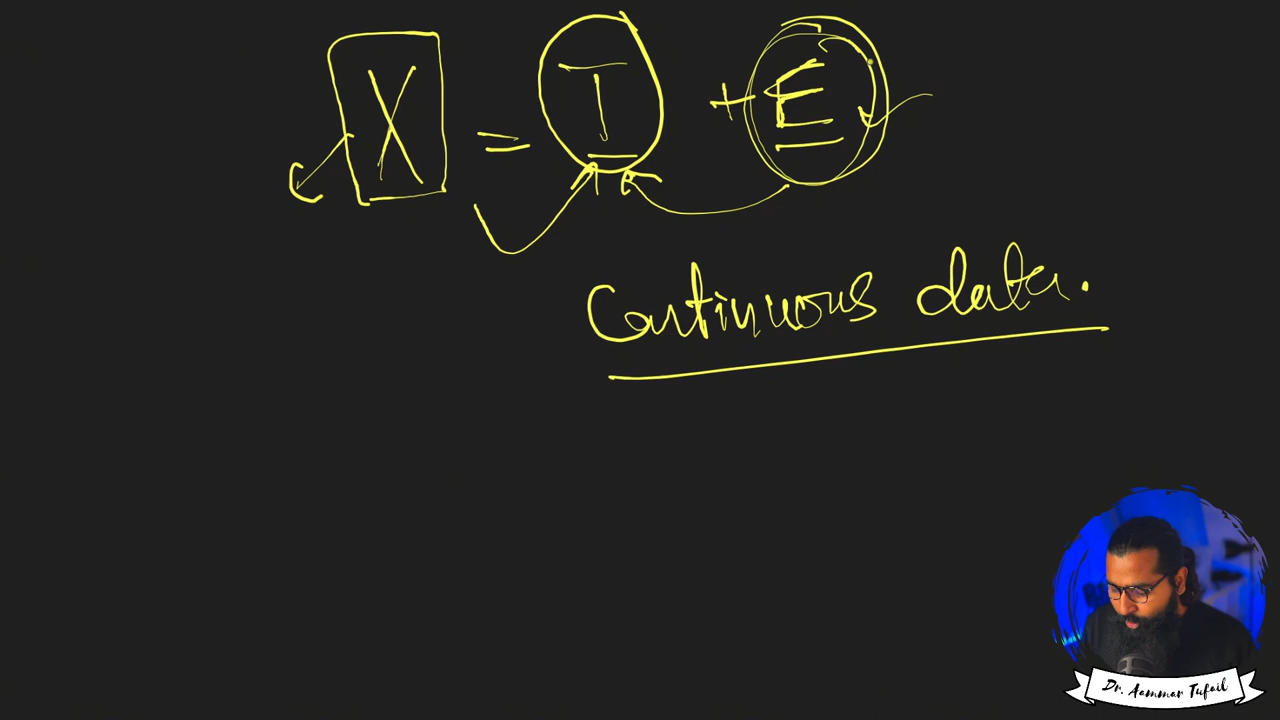 X = T + E
Continuous data.
Dr. Aammar Tufail